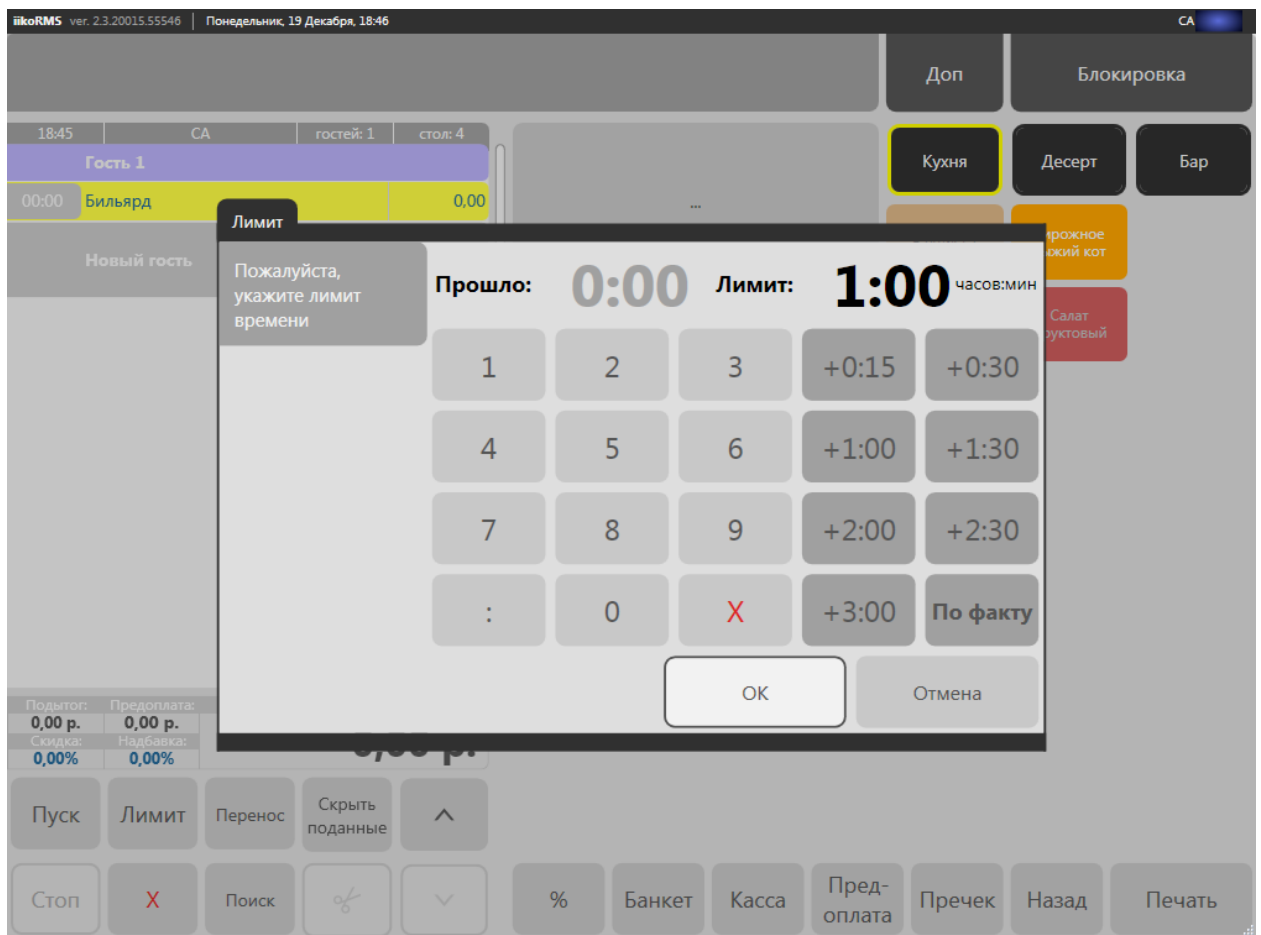 iikoRMS ver. 2.3.20015.55546 | Понедельник, 19 Декабря, 18:46 СА
Доп Блокировка
18:45 СА гостей: 1 стол: 4
Гость 1
Кухня Десерт Бар
00:00 Бильярд 0,00
...
Лимит
Новый гость
Пожалуйста,
укажите лимит
времени
Прошло: 0:00 Лимит: 1:00 часов:мин
кот
Салат
1 2 3 +0:15 +0:30
4 5 6 +1:00 +1:30
7 8 9 +2:00 +2:30
: 0 X +3:00 По факту
ОК Отмена
Подытог: Предоплата:
0,00 р. 0,00 р.
Скидка: Надбавка:
0,00% 0,00%
Пуск Лимит Перенос Скрыть
поданные
Стоп X Поиск % Банкет Касса Пред-
оплата Пречек Назад Печать